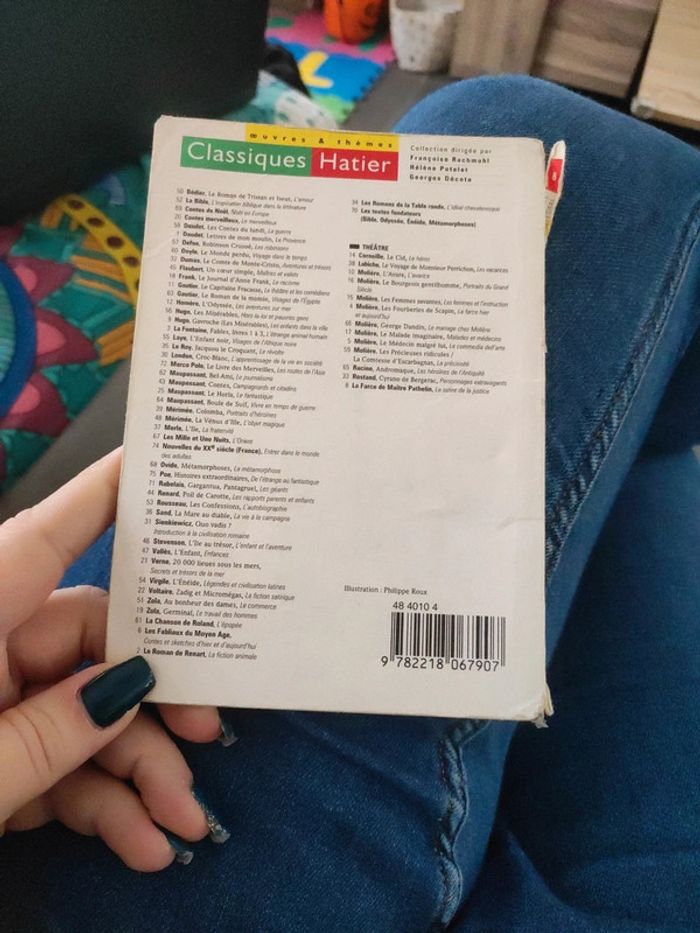 œuvres & thèmes
Classiques Hatier
Collection dirigée par
Françoise Rachmuhl
Hélène Potelet
Georges Décote
50 Bédier, Le Roman de Tristan et Iseut, L'amour
52 La Bible, L'inspiration biblique dans la littérature
69 Contes de Noël, Noël en Europe
20 Contes merveilleux, Le merveilleux
58 Daudet, Les Contes du lundi, La guerre
1 Daudet, Lettres de mon moulin, La Provence
57 Defoe, Robinson Crusoé, Les robinsons
60 Doyle, Le Monde perdu, Voyage dans le temps
32 Dumas, Le Comte de Monte-Cristo, Aventures et trésors
45 Flaubert, Un cœur simple, Maîtres et valets
18 Frank, Le Journal d'Anne Frank, Le racisme
11 Gautier, Le Capitaine Fracasse, Le théâtre et les comédiens
63 Gautier, Le Roman de la momie, Visages de l'Égypte
12 Homère, L'Odyssée, Les aventures sur mer
56 Hugo, Les Misérables, Hors-la-loi et pauvres gens
9 Hugo, Gavroche (Les Misérables), Les enfants dans la ville
3 La Fontaine, Fables, livres 1 à 3, L'étrange animal humain
55 Laye, L'Enfant noir, Visages de l'Afrique noire
35 Le Roy, Jacquou le Croquant, La révolte
30 London, Croc-Blanc, L'apprentissage de la vie en société
72 Marco Polo, Le Livre des Merveilles, Les routes de l'Asie
62 Maupassant, Bel-Ami, Le journalisme
43 Maupassant, Contes, Campagnards et citadins
25 Maupassant, Le Horla, Le fantastique
64 Maupassant, Boule de Suif, Vivre en temps de guerre
39 Mérimée, Colomba, Portraits d'héroïnes
48 Mérimée, La Vénus d'Ille, L'objet magique
37 Merle, L'Ile, La fraternité
67 Les Mille et Une Nuits, L'Orient
74 Nouvelles du XXe siècle (France), Entrer dans le monde
des adultes
68 Ovide, Métamorphoses, La métamorphose
75 Poe, Histoires extraordinaires, De l'étrange au fantastique
71 Rabelais, Gargantua, Pantagruel, Les géants
44 Renard, Poil de Carotte, Les rapports parents et enfants
53 Rousseau, Les Confessions, L'autobiographie
36 Sand, La Mare au diable, La vie à la campagne
31 Sienkiewicz, Quo vadis ?
Introduction à la civilisation romaine
46 Stevenson, L'Ile au trésor, L'enfant et l'aventure
47 Vallès, L'Enfant, Enfances
21 Verne, 20 000 lieues sous les mers,
Secrets et trésors de la mer
54 Virgile, L'Énéide, Légendes et civilisation latines
22 Voltaire, Zadig et Micromégas, La fiction satirique
51 Zola, Au bonheur des dames, Le commerce
19 Zola, Germinal, Le travail des hommes
61 La Chanson de Roland, L'épopée
6 Les Fabliaux du Moyen Age,
Contes et sketches d'hier et d'aujourd'hui
2 Le Roman de Renart, La fiction animale
34 Les Romans de la Table ronde, L'idéal chevaleresque
70 Les textes fondateurs
(Bible, Odyssée, Énéide, Métamorphoses)
THÉÂTRE
14 Corneille, Le Cid, Le héros
38 Labiche, Le Voyage de Monsieur Perrichon, Les vacances
10 Molière, L'Avare, L'avarice
16 Molière, Le Bourgeois gentilhomme, Portraits du Grand
Siècle
15 Molière, Les Femmes savantes, Les femmes et l'instruction
4 Molière, Les Fourberies de Scapin, La farce hier
et aujourd'hui
66 Molière, George Dandin, Le mariage chez Molière
17 Molière, Le Malade imaginaire, Malades et médecins
5 Molière, Le Médecin malgré lui, La commedia dell'arte
59 Molière, Les Précieuses ridicules /
La Comtesse d'Escarbagnas, La préciosité
65 Racine, Andromaque, Les héroïnes de l'Antiquité
33 Rostand, Cyrano de Bergerac, Personnages extravagants
8 La Farce de Maître Pathelin, La satire de la justice
Illustration : Philippe Roux
48 4010 4
9 782218 067907
8